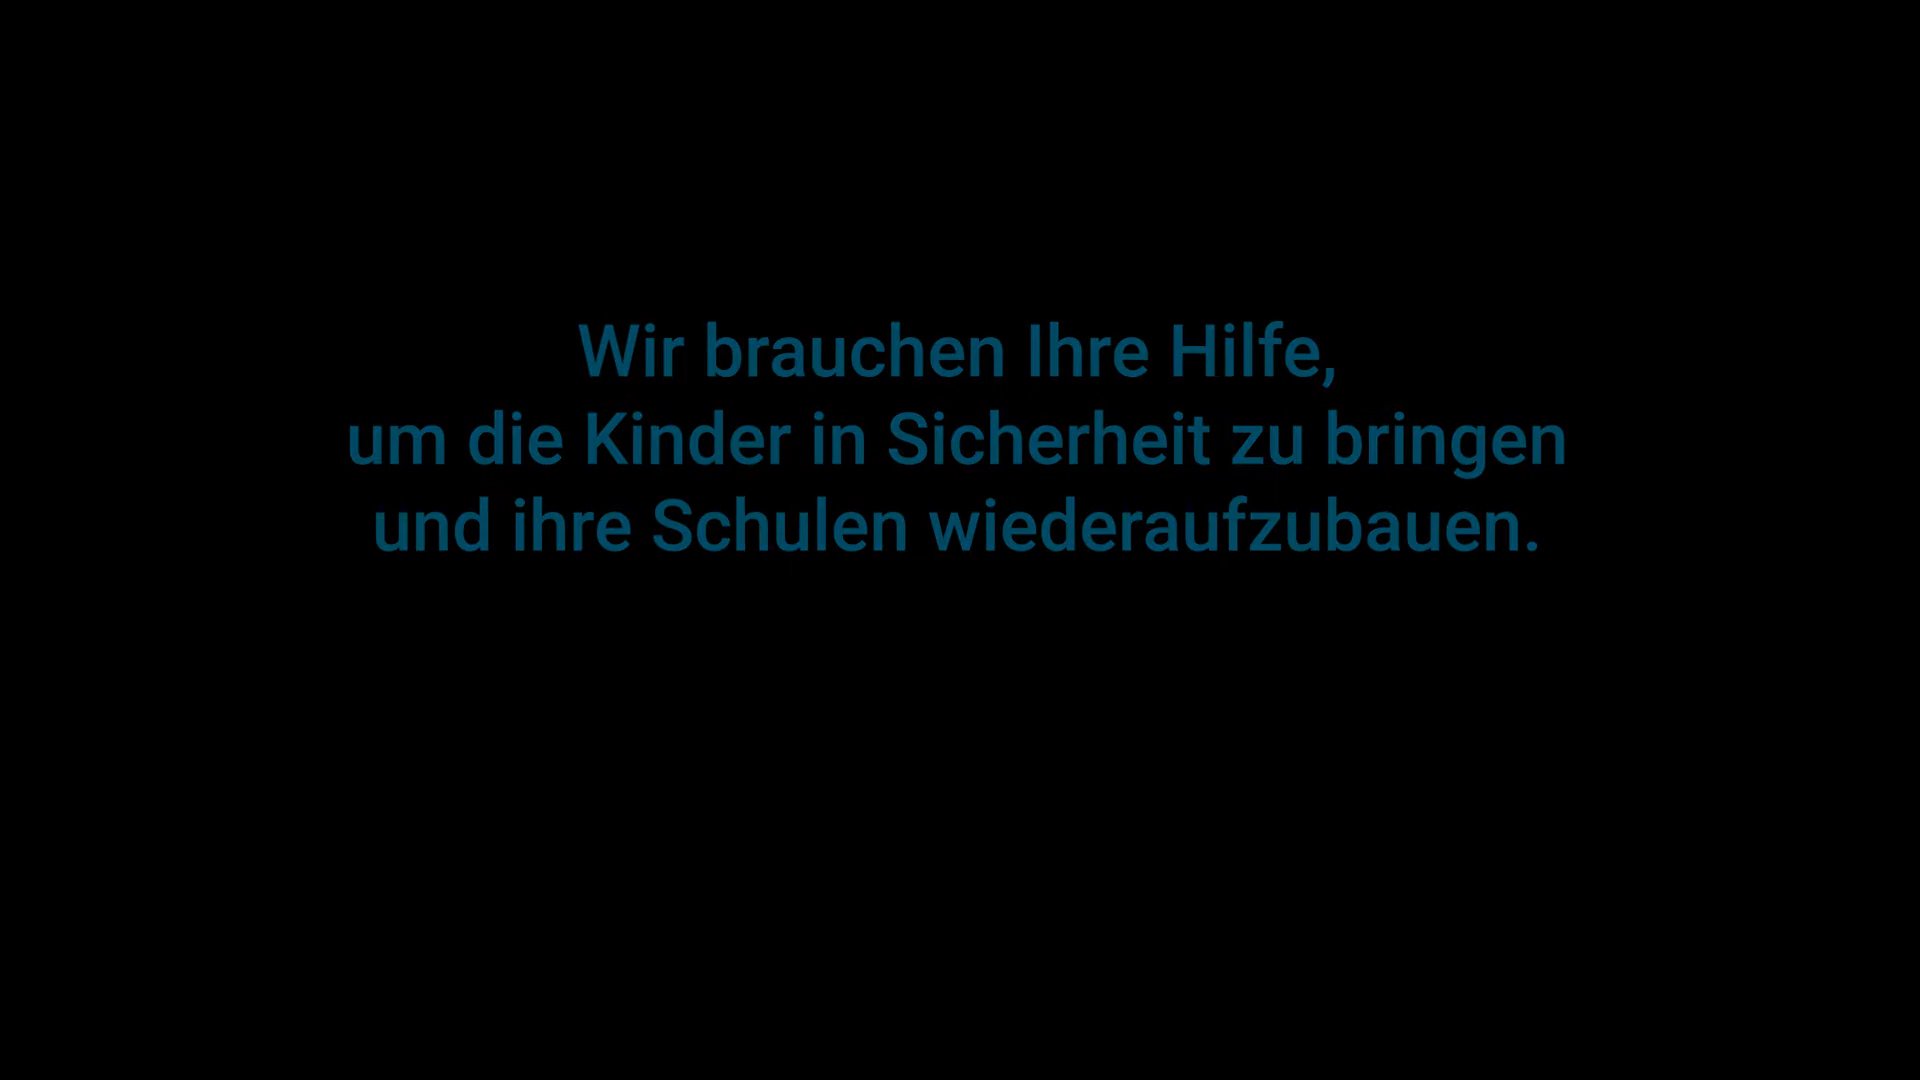 Wir brauchen Ihre Hilfe,
um die Kinder in Sicherheit zu bringen
und ihre Schulen wiederaufzubauen.